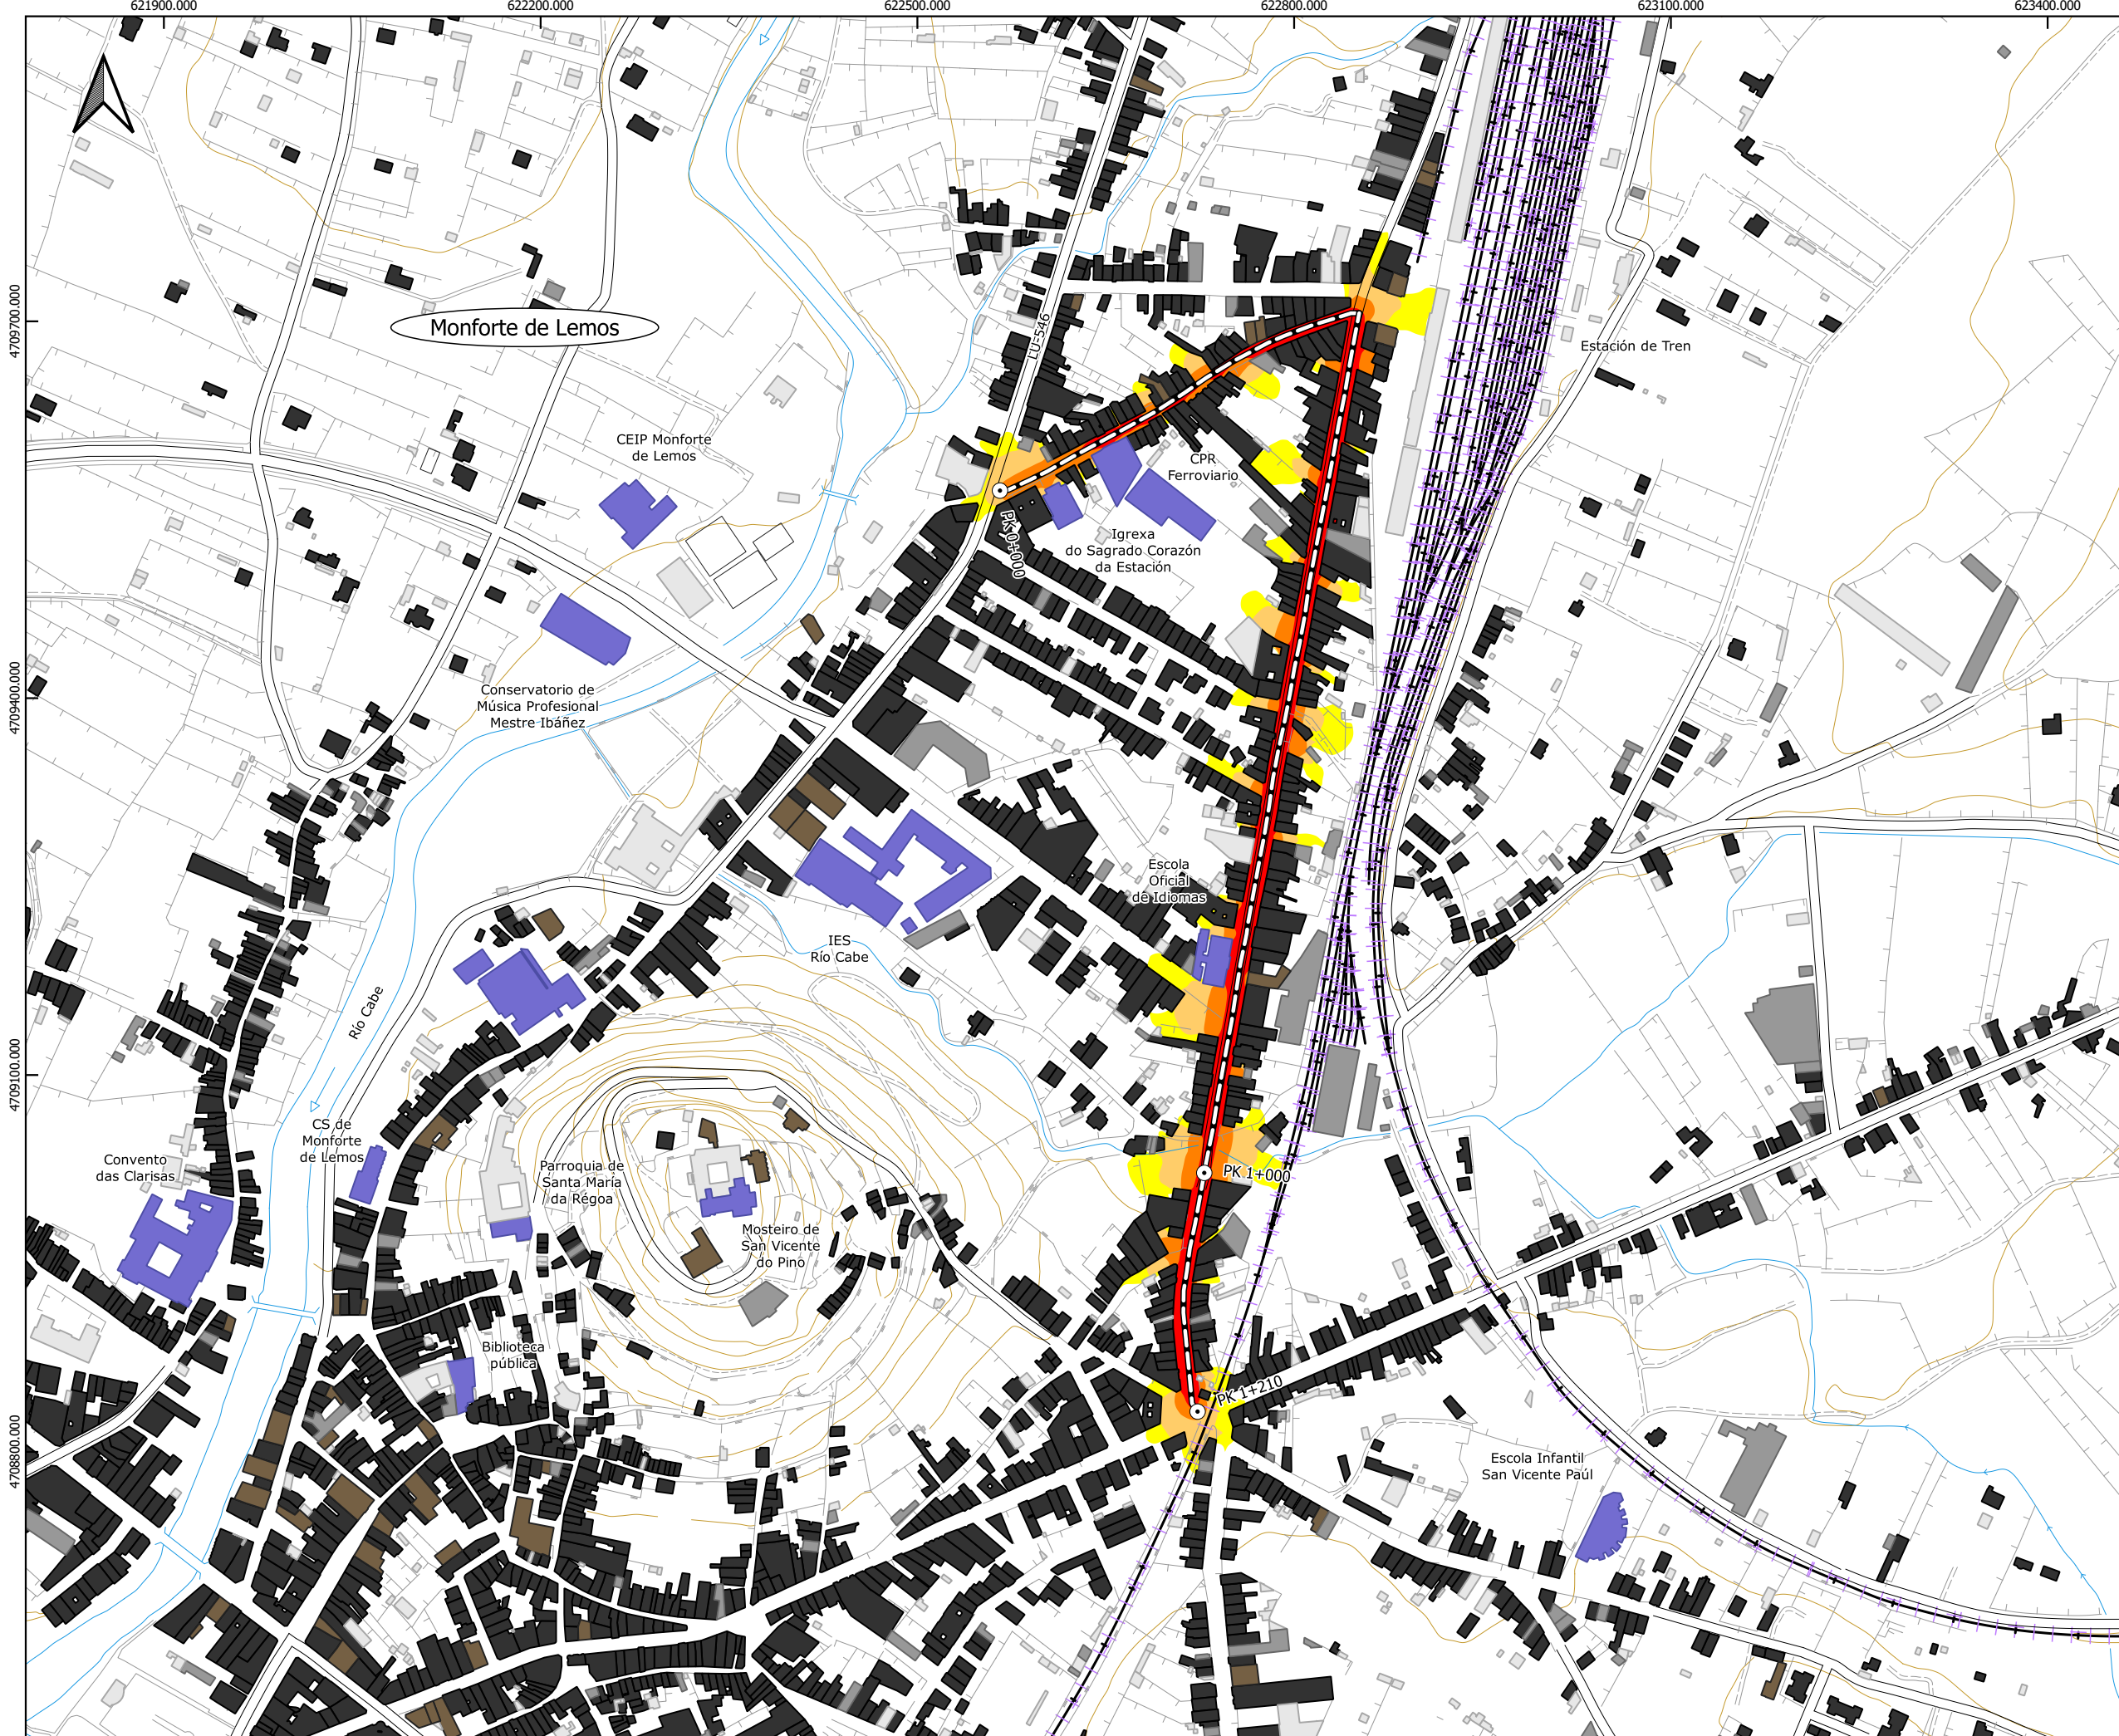 621900.000
622200.000
622500.000
622800.000
623100.000
623400.000
4709700.000
4709400.000
4709100.000
4708800.000
Monforte de Lemos
LU-546
Estación de Tren
CEIP Monforte
de Lemos
CPR
Ferroviario
PK 0+000
Igrexa
do Sagrado Corazón
da Estación
Conservatorio de
Música Profesional
Mestre Ibáñez
Escola
Oficial
de Idiomas
IES
Río Cabe
Río Cabe
CS de
Monforte
de Lemos
Convento
das Clarisas
Parroquia de
Santa María
da Régoa
PK 1+000
Mosteiro de
San Vicente
do Pino
Biblioteca
pública
PK 1+210
Escola Infantil
San Vicente Paúl